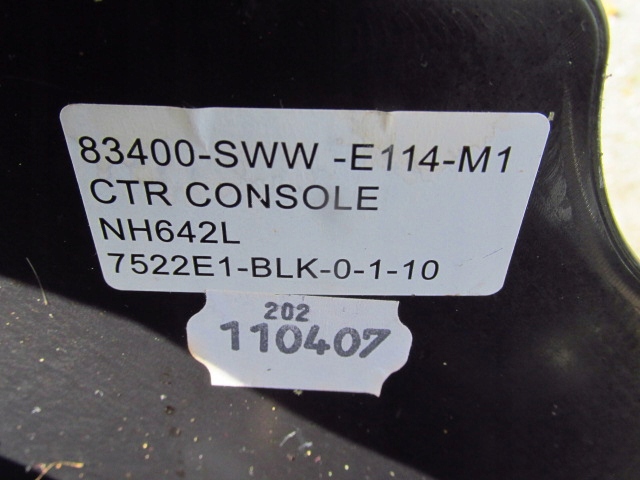 83400-SWW -E114-M1
CTR CONSOLE
NH642L
7522E1-BLK-0-1-10
202
110407